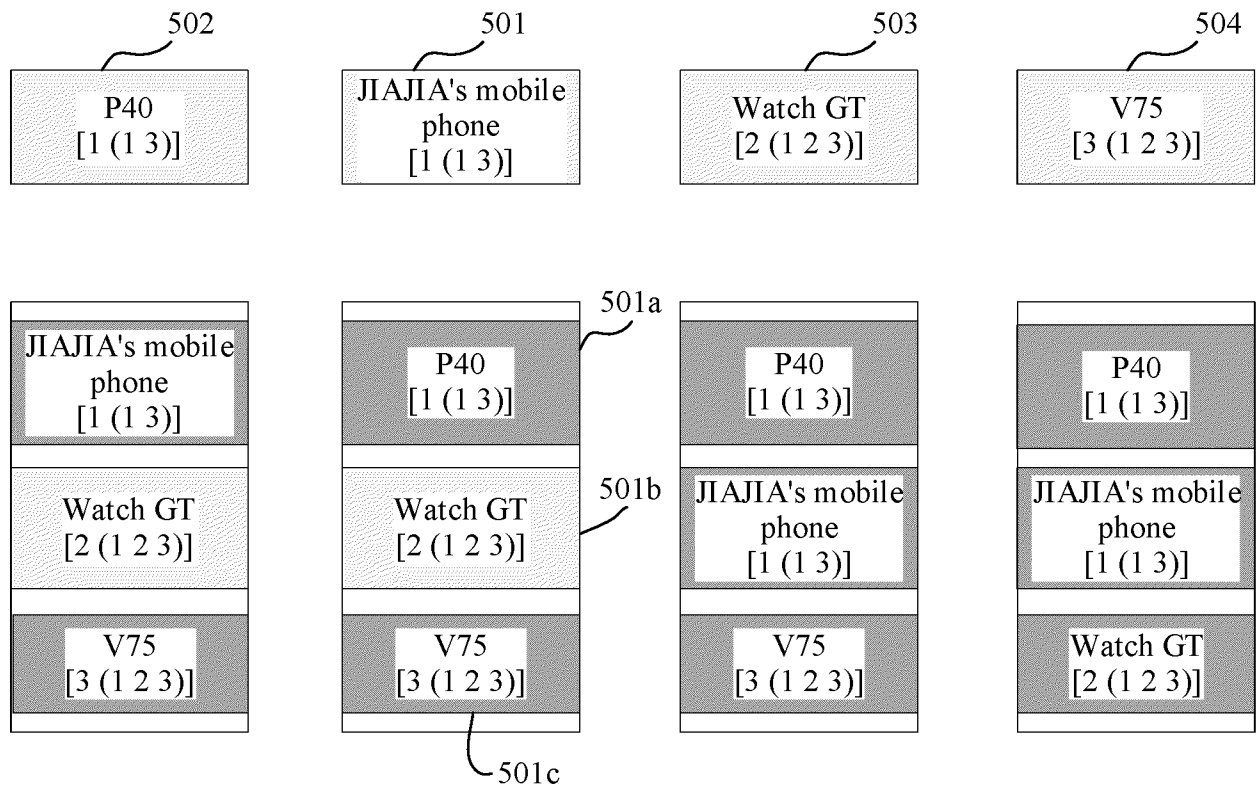 502
501
503
504
P40
[1 (1 3)]
JIAJIA's mobile
phone
[1 (1 3)]
Watch GT
[2 (1 2 3)]
V75
[3 (1 2 3)]
JIAJIA's mobile
phone
[1 (1 3)]
Watch GT
[2 (1 2 3)]
V75
[3 (1 2 3)]
501a
P40
[1 (1 3)]
501b
Watch GT
[2 (1 2 3)]
V75
[3 (1 2 3)]
501c
P40
[1 (1 3)]
JIAJIA's mobile
phone
[1 (1 3)]
V75
[3 (1 2 3)]
P40
[1 (1 3)]
JIAJIA's mobile
phone
[1 (1 3)]
Watch GT
[2 (1 2 3)]